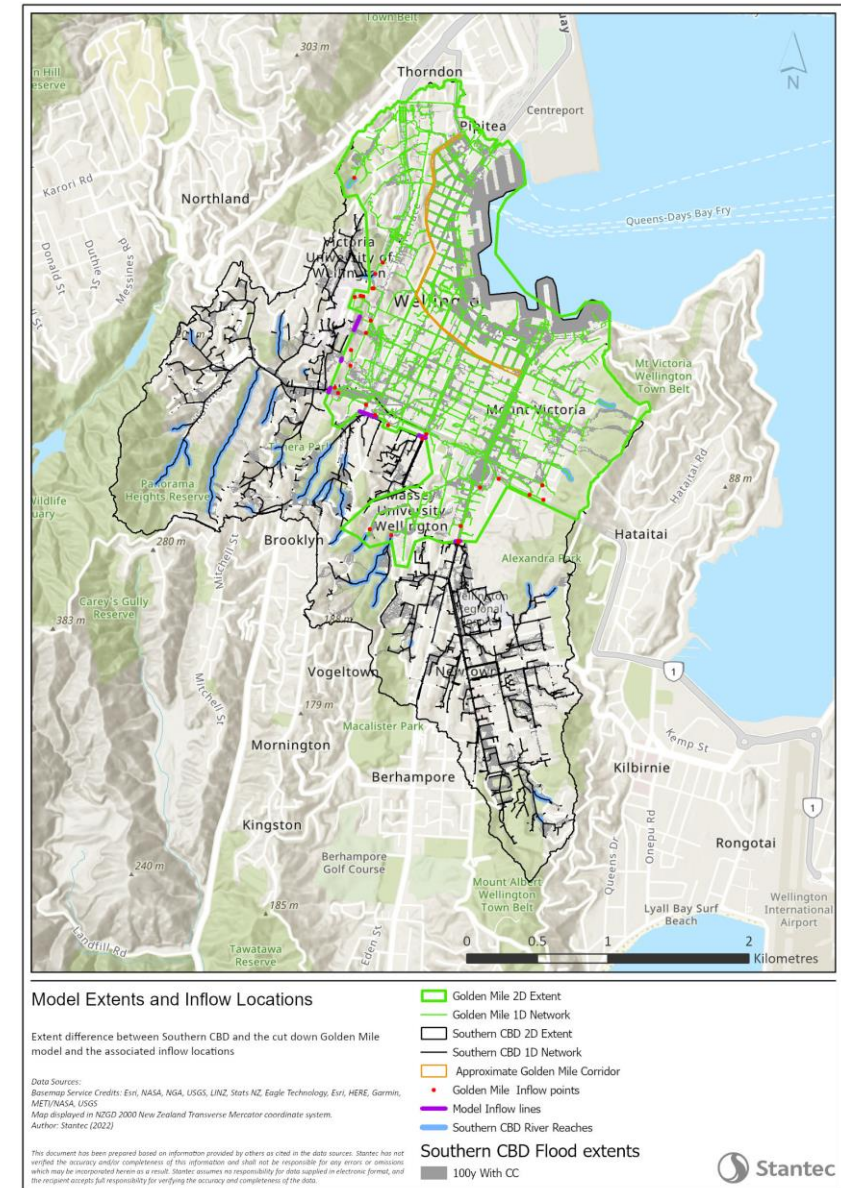 Town Belt
303 m
Quay
Thorndon
n Hill
eserve
Centreport
Pipitea
Karori Rd
Northland
Queens-Days Bay Fry
Donald St
Duthie St
Messines Rd
Victoria
University of
Wellington
Mt Victoria
Wellington
Town Belt
Mount Victoria
Hataitai Rd
88 m
Panorama
Heights Reserve
Wildlife
Massey
University
Wellington
Hataitai
Brooklyn
280 m
Mitchell St
Alexandra Park
Carey's Gully
Reserve
383 m
Vogeltown
Newtown
1
Mitchell St
179 m
Macalister Park
Kemp St
Mornington
Kilbirnie
Berhampore
1
Kingston
Queens Dr
Onepu Rd
Rongotai
Berhampore
Golf Course
240 m
Mount Albert
Wellington
Town Belt
185 m
Lyall Bay Surf
Beach
Wellington
International
Airport
Landfill Rd
Tawatawa
Reserve
Eden St
N
0 0.5 1 2
Kilometres
Model Extents and Inflow Locations
Extent difference between Southern CBD and the cut down Golden Mile
model and the associated inflow locations
Data Sources:
Basemap Service Credits: Esri, NASA, NGA, USGS, LINZ, Stats NZ, Eagle Technology, Esri, HERE, Garmin,
METI/NASA, USGS
Map displayed in NZGD 2000 New Zealand Transverse Mercator coordinate system.
Author: Stantec (2022)
This document has been prepared based on information provided by others as cited in the data sources. Stantec has not
verified the accuracy and/or completeness of this information and shall not be responsible for any errors or omissions
which may be incorporated herein as a result. Stantec assumes no responsibility for data supplied in electronic format, and
the recipient accepts full responsibility for verifying the accuracy and completeness of the data.
Golden Mile 2D Extent
Golden Mile 1D Network
Southern CBD 2D Extent
Southern CBD 1D Network
Approximate Golden Mile Corridor
Golden Mile Inflow points
Model Inflow lines
Southern CBD River Reaches
Southern CBD Flood extents
100y With CC
Stantec